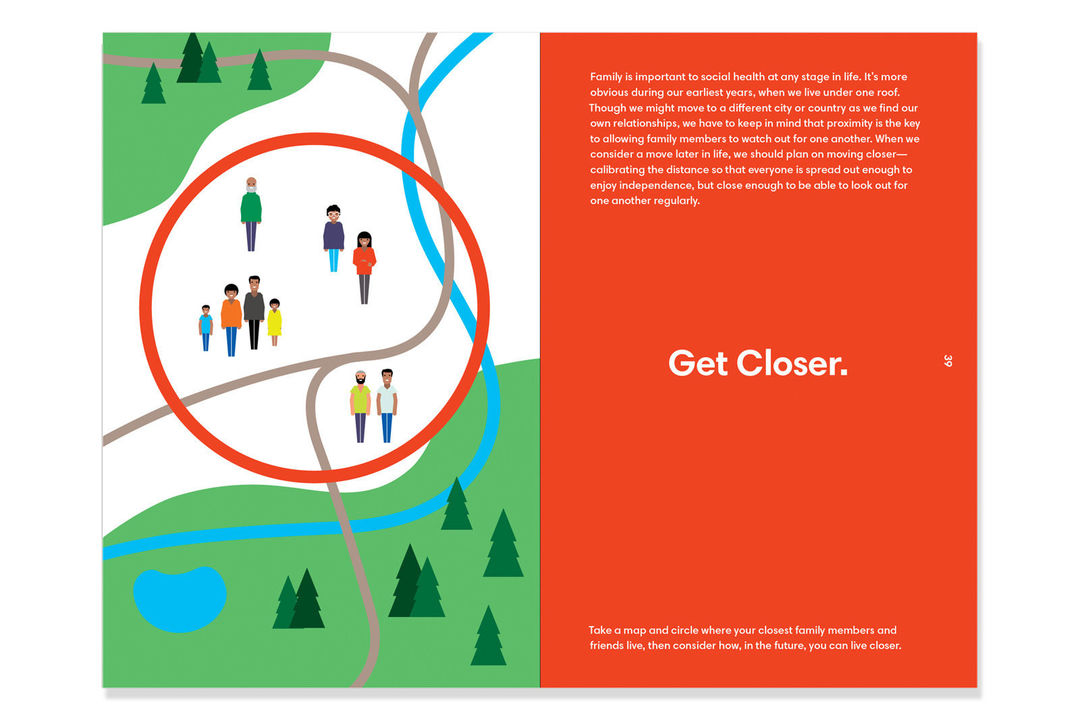 Family is important to social health at any stage in life. It's more
obvious during our earliest years, when we live under one roof.
Though we might move to a different city or country as we find our
own relationships, we have to keep in mind that proximity is the key
to allowing family members to watch out for one another. When we
consider a move later in life, we should plan on moving closer—
calibrating the distance so that everyone is spread out enough to
enjoy independence, but close enough to be able to look out for
one another regularly.
Get Closer.
39
Take a map and circle where your closest family members and
friends live, then consider how, in the future, you can live closer.